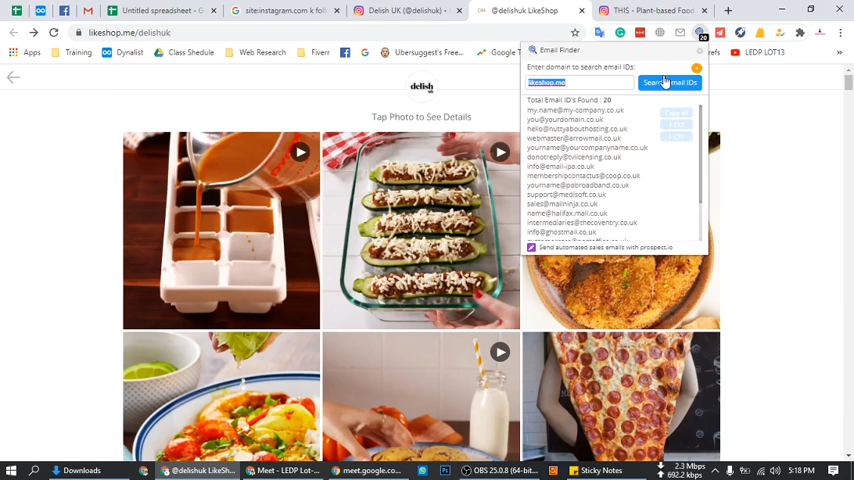 Untitled spreadsheet -
site:instagram.com k foll
Delish UK (@delishuk) •
@delishuk LikeShop
THIS - Plant-based Food
likeshop.me/delishuk
20
Apps
Training
Dynalist
Web Research
Fiverr
Ubersuggest's Free...
Google T
YouTube
REDP LOT13
Email Finder
Enter domain to search email IDs:
likeshop.me
Search Email IDs
Total Email ID's Found : 20
my.name@my-company.co.uk
you@yourdomain.co.uk
hello@nuttyabouthosting.co.uk
webmaster@arrowmail.co.uk
yourname@yourcompanyname.co.uk
donotreply@tvlicensing.co.uk
info@email-ipa.co.uk
membershipcontactus@coop.co.uk
yourname@pobroadband.co.uk
support@medisoft.co.uk
sales@mailninja.co.uk
name@halifax.mail.co.uk
intermediaries@thecoventry.co.uk
info@ghostmail.co.uk
Send automated sales emails with prospect.io
delish
Tap Photo to See Details
Downloads
@delishuk LikeSh...
Meet - LEDP Lot-...
meet.google.co...
OBS 25.0.8 (64-bit...
Sticky Notes
2.3 Mbps
692.2 kbps
5:18 PM